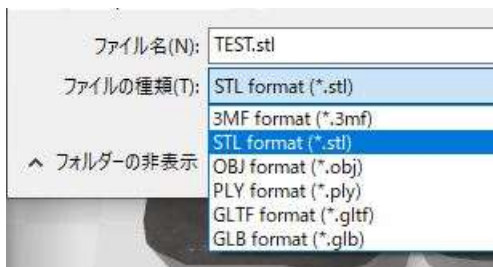 ファイル名(N): TEST.stl
ファイルの種類(T): STL format (*.stl)
3MF format (*.3mf)
STL format (*.stl)
フォルダーの非表示 OBJ format (*.obj)
PLY format (*.ply)
GLTF format (*.gltf)
GLB format (*.glb)